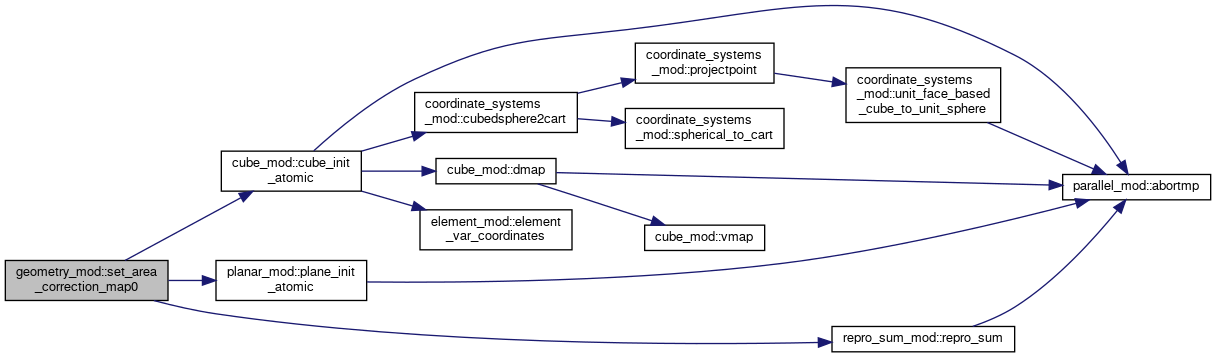 coordinate_systems
_mod::projectpoint
coordinate_systems
_mod::unit_face_based
_cube_to_unit_sphere
coordinate_systems
_mod::cubedsphere2cart
coordinate_systems
_mod::spherical_to_cart
cube_mod::cube_init
_atomic
cube_mod::dmap
parallel_mod::abortmp
element_mod::element
_var_coordinates
cube_mod::vmap
geometry_mod::set_area
_correction_map0
planar_mod::plane_init
_atomic
repro_sum_mod::repro_sum